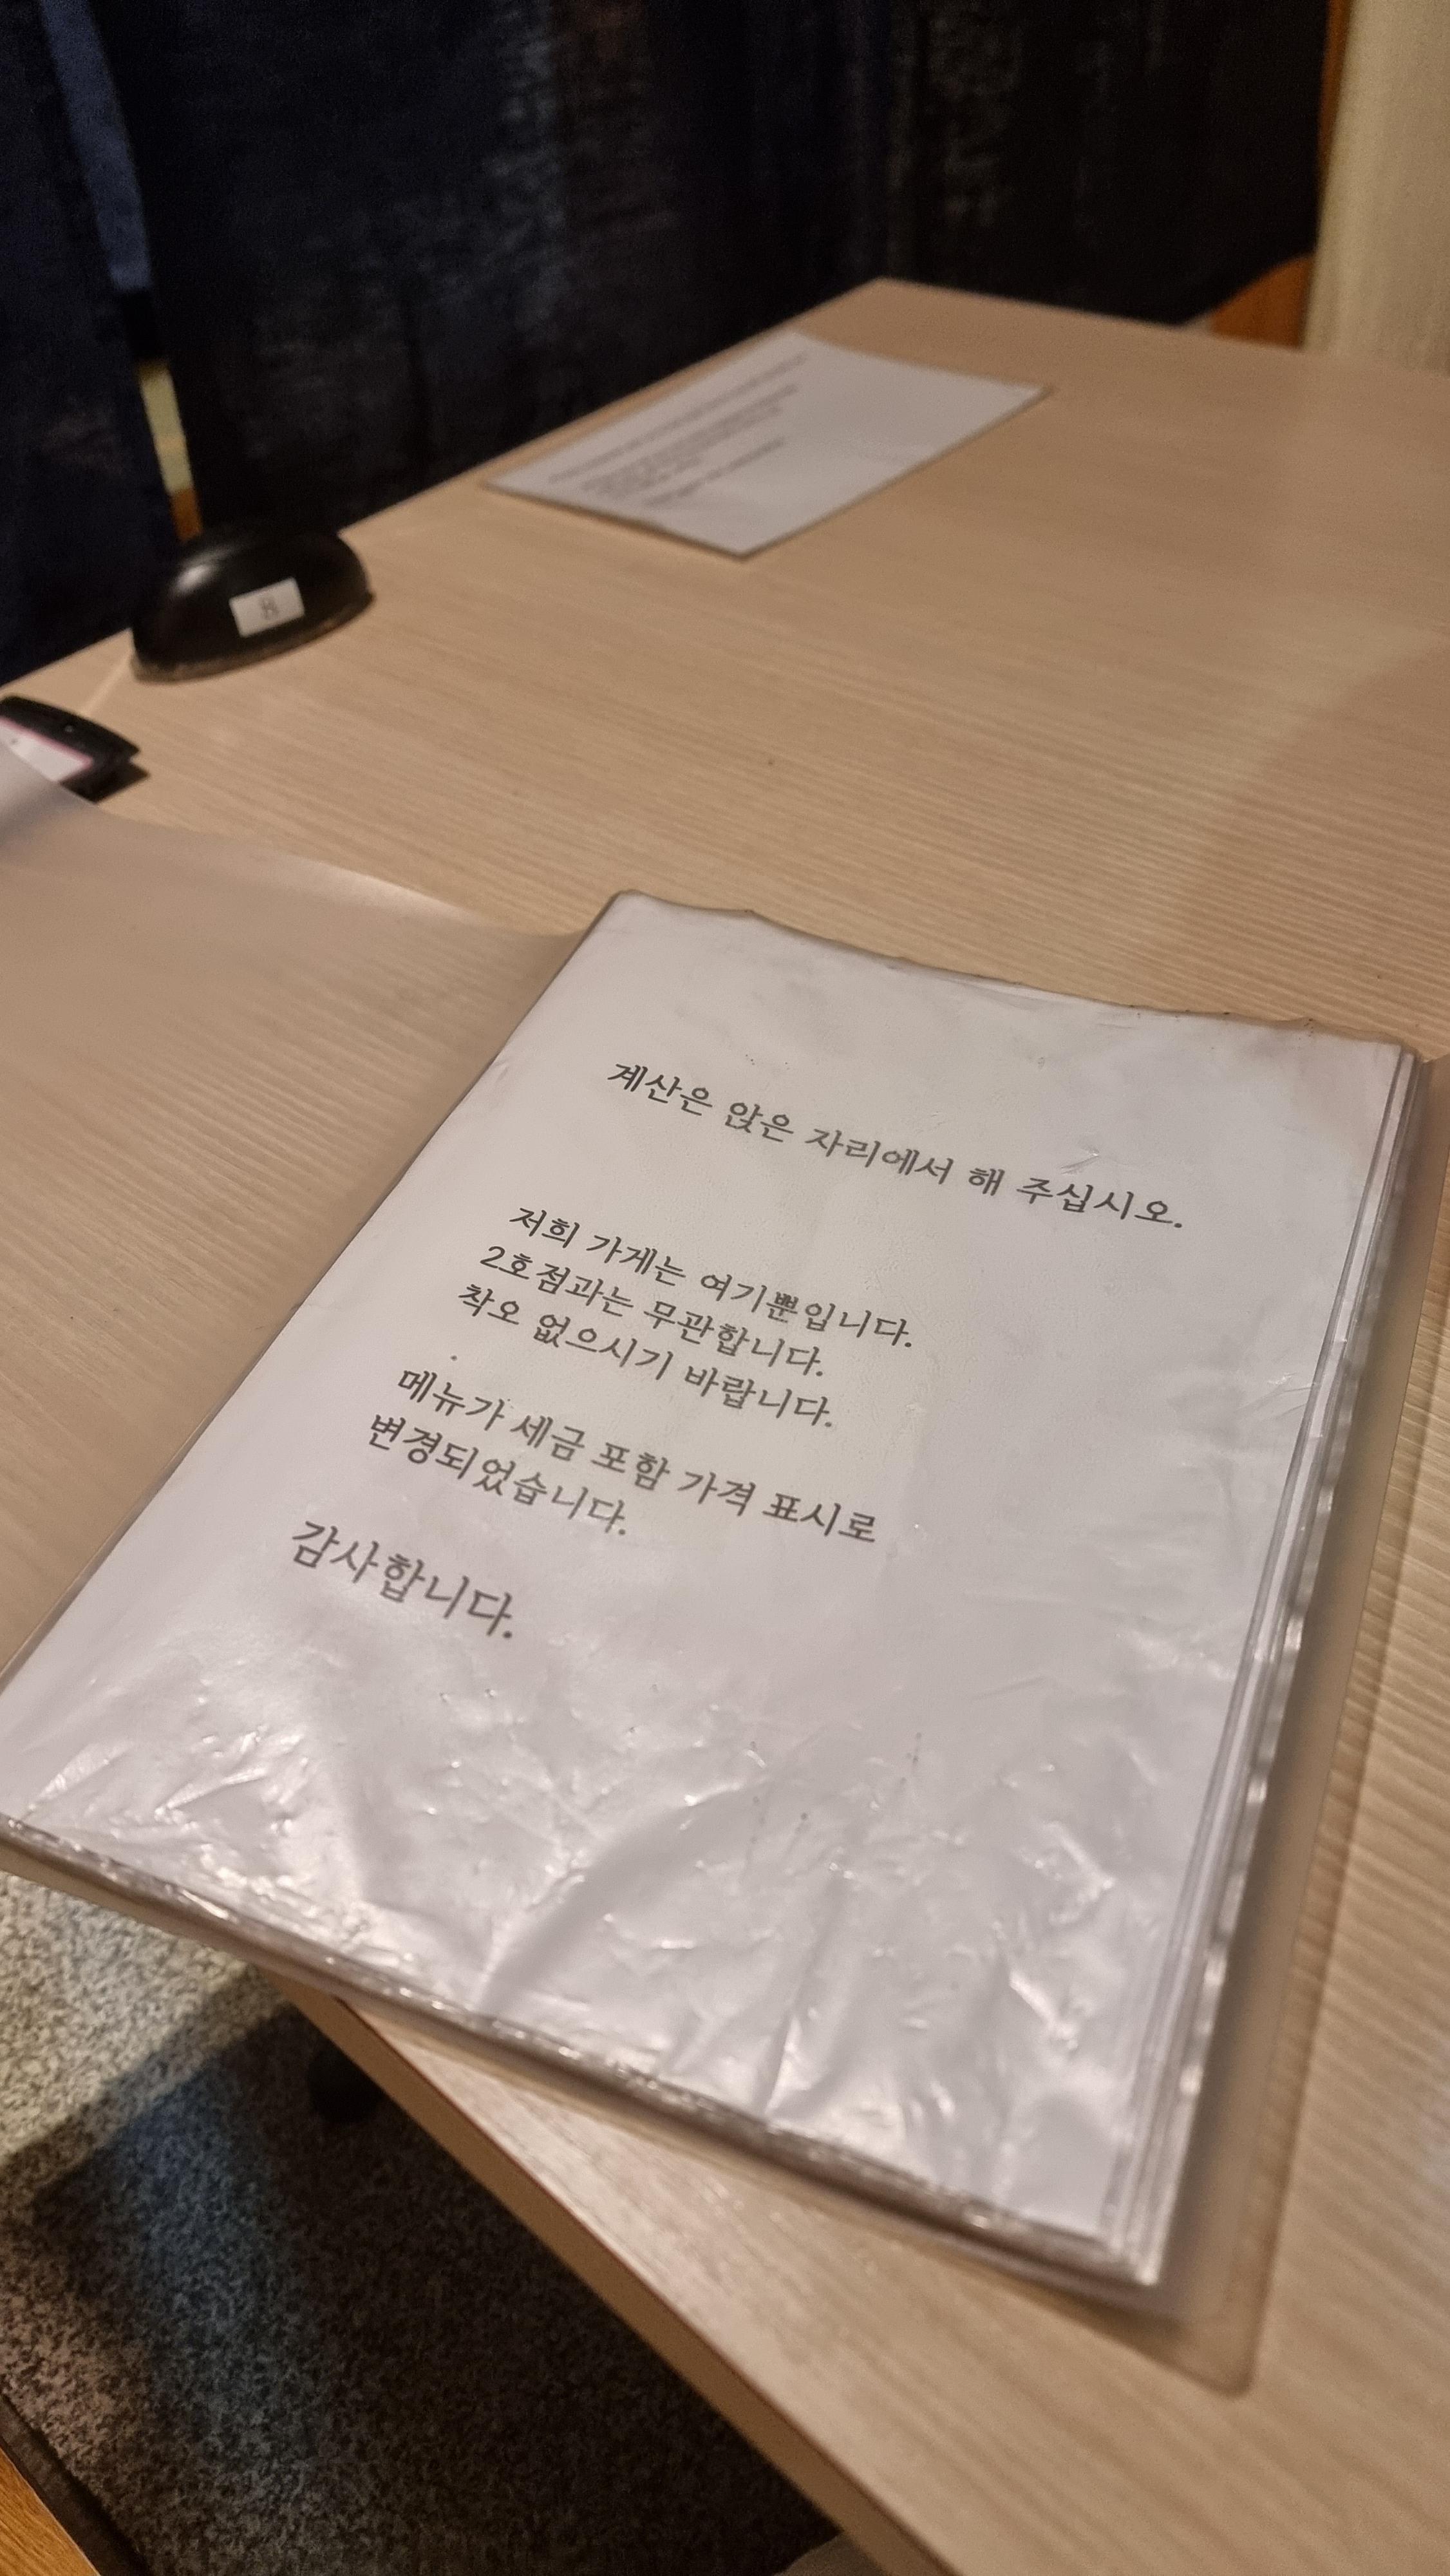 계산은 앉은 자리에서 해 주십시오.
저희 가게는 여기뿐입니다.
2호점과는 무관합니다.
착오 없으시기 바랍니다.
메뉴가 세금 포함 가격 표시로
변경되었습니다.
감사합니다.
8